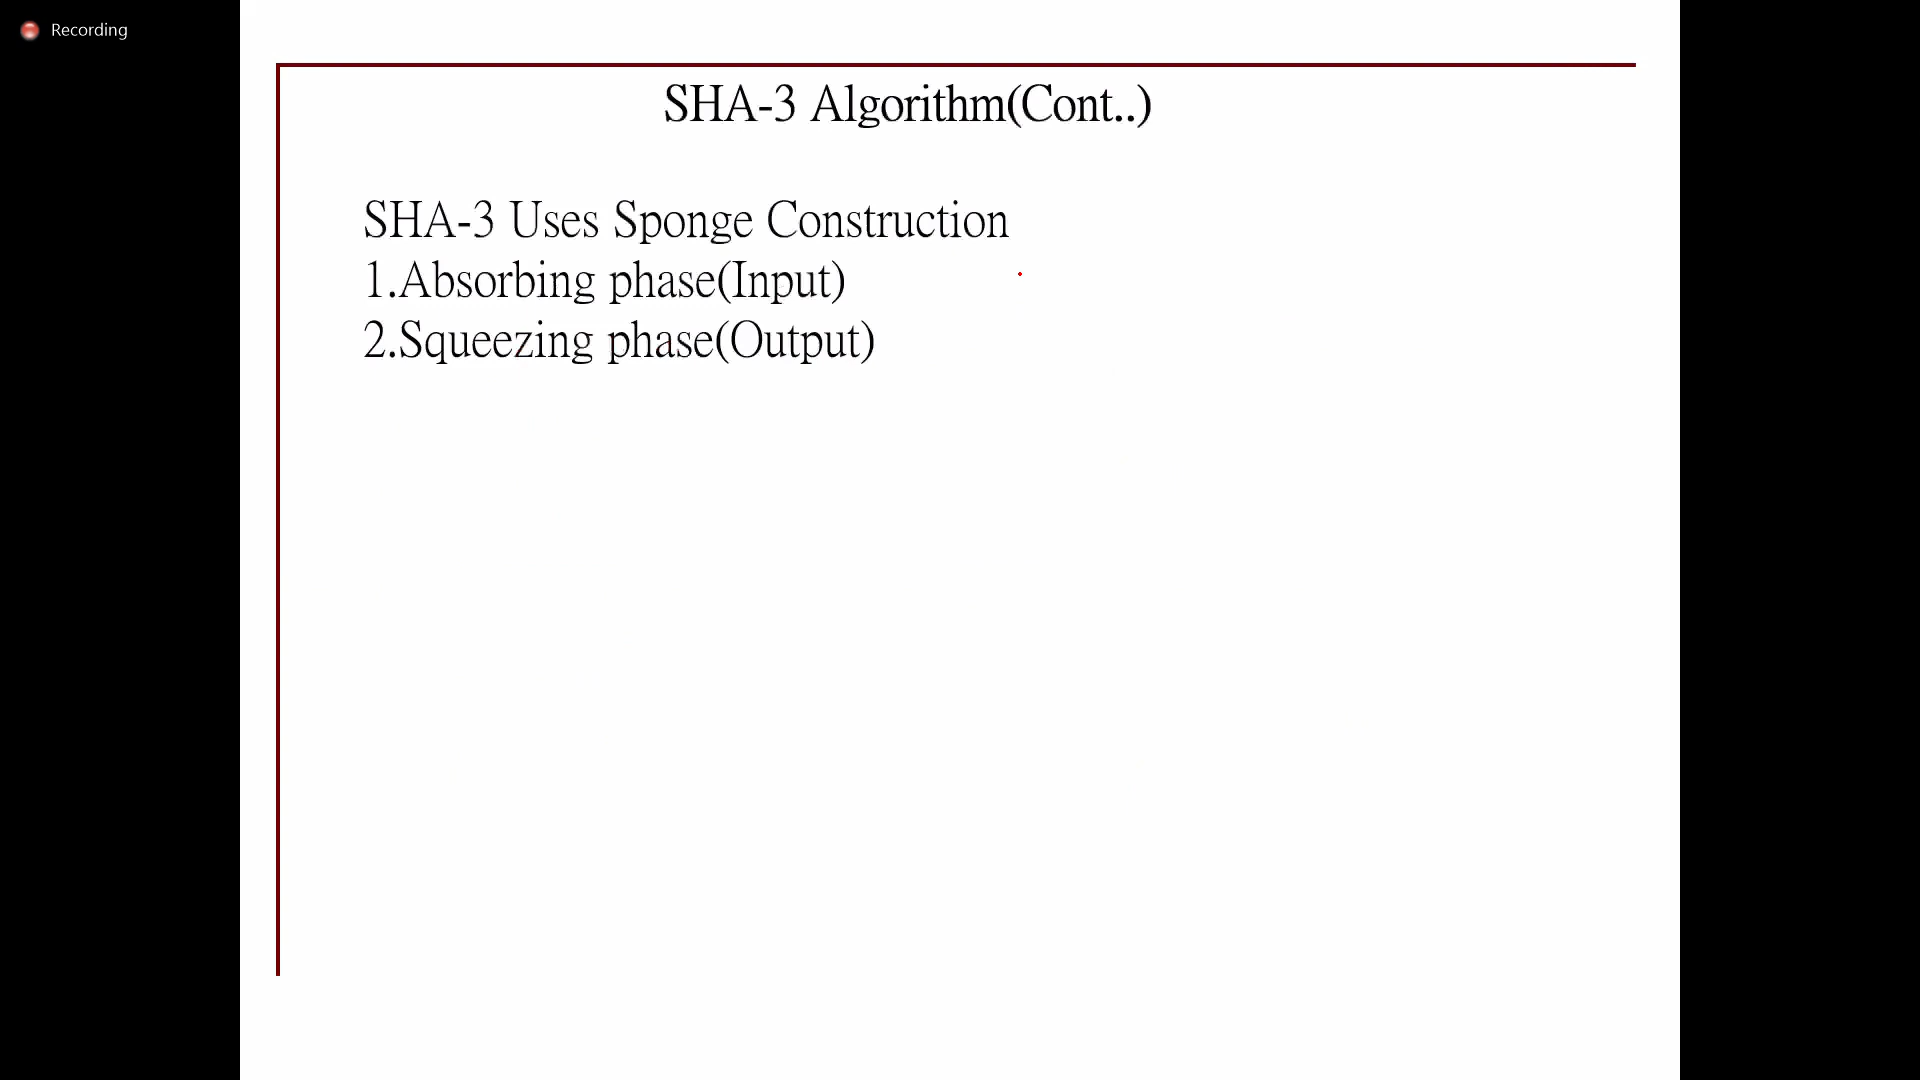 Recording
SHA-3 Algorithm(Cont..)
SHA-3 Uses Sponge Construction
1.Absorbing phase(Input)
2.Squeezing phase(Output)